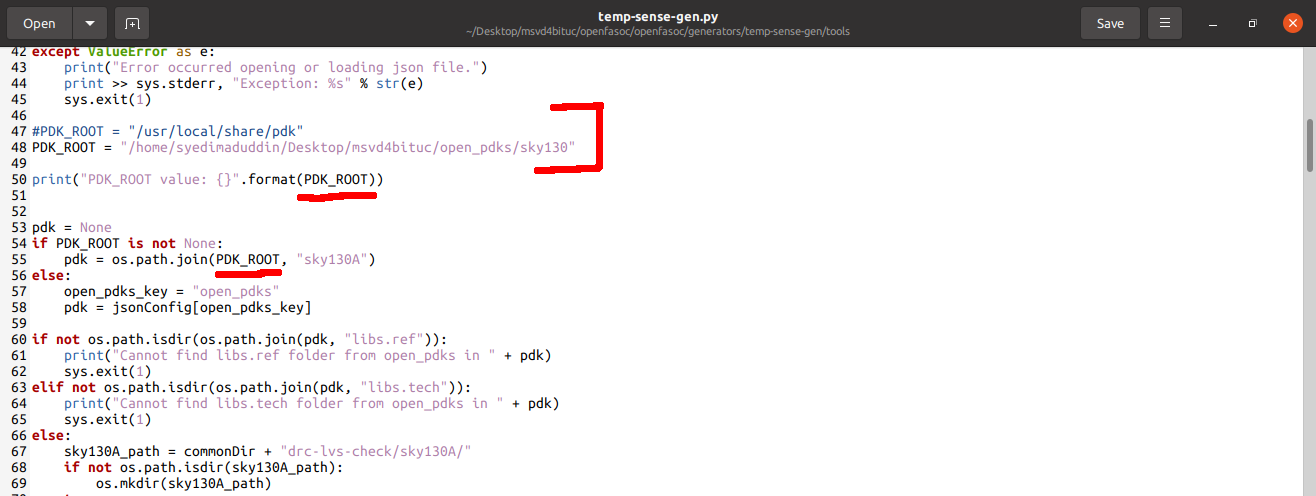 Open
temp-sense-gen.py
~/Desktop/msvd4bituc/openfasoc/openfasoc/generators/temp-sense-gen/tools
Save
42 except ValueError as e:
43     print("Error occurred opening or loading json file.")
44     print >> sys.stderr, "Exception: %s" % str(e)
45     sys.exit(1)
46
47 #PDK_ROOT = "/usr/local/share/pdk"
48 PDK_ROOT = "/home/syedimaduddin/Desktop/msvd4bituc/open_pdks/sky130"
49
50 print("PDK_ROOT value: {}".format(PDK_ROOT))
51
52
53 pdk = None
54 if PDK_ROOT is not None:
55     pdk = os.path.join(PDK_ROOT, "sky130A")
56 else:
57     open_pdks_key = "open_pdks"
58     pdk = jsonConfig[open_pdks_key]
59
60 if not os.path.isdir(os.path.join(pdk, "libs.ref")):
61     print("Cannot find libs.ref folder from open_pdks in " + pdk)
62     sys.exit(1)
63 elif not os.path.isdir(os.path.join(pdk, "libs.tech")):
64     print("Cannot find libs.tech folder from open_pdks in " + pdk)
65     sys.exit(1)
66 else:
67     sky130A_path = commonDir + "drc-lvs-check/sky130A/"
68     if not os.path.isdir(sky130A_path):
69         os.mkdir(sky130A_path)